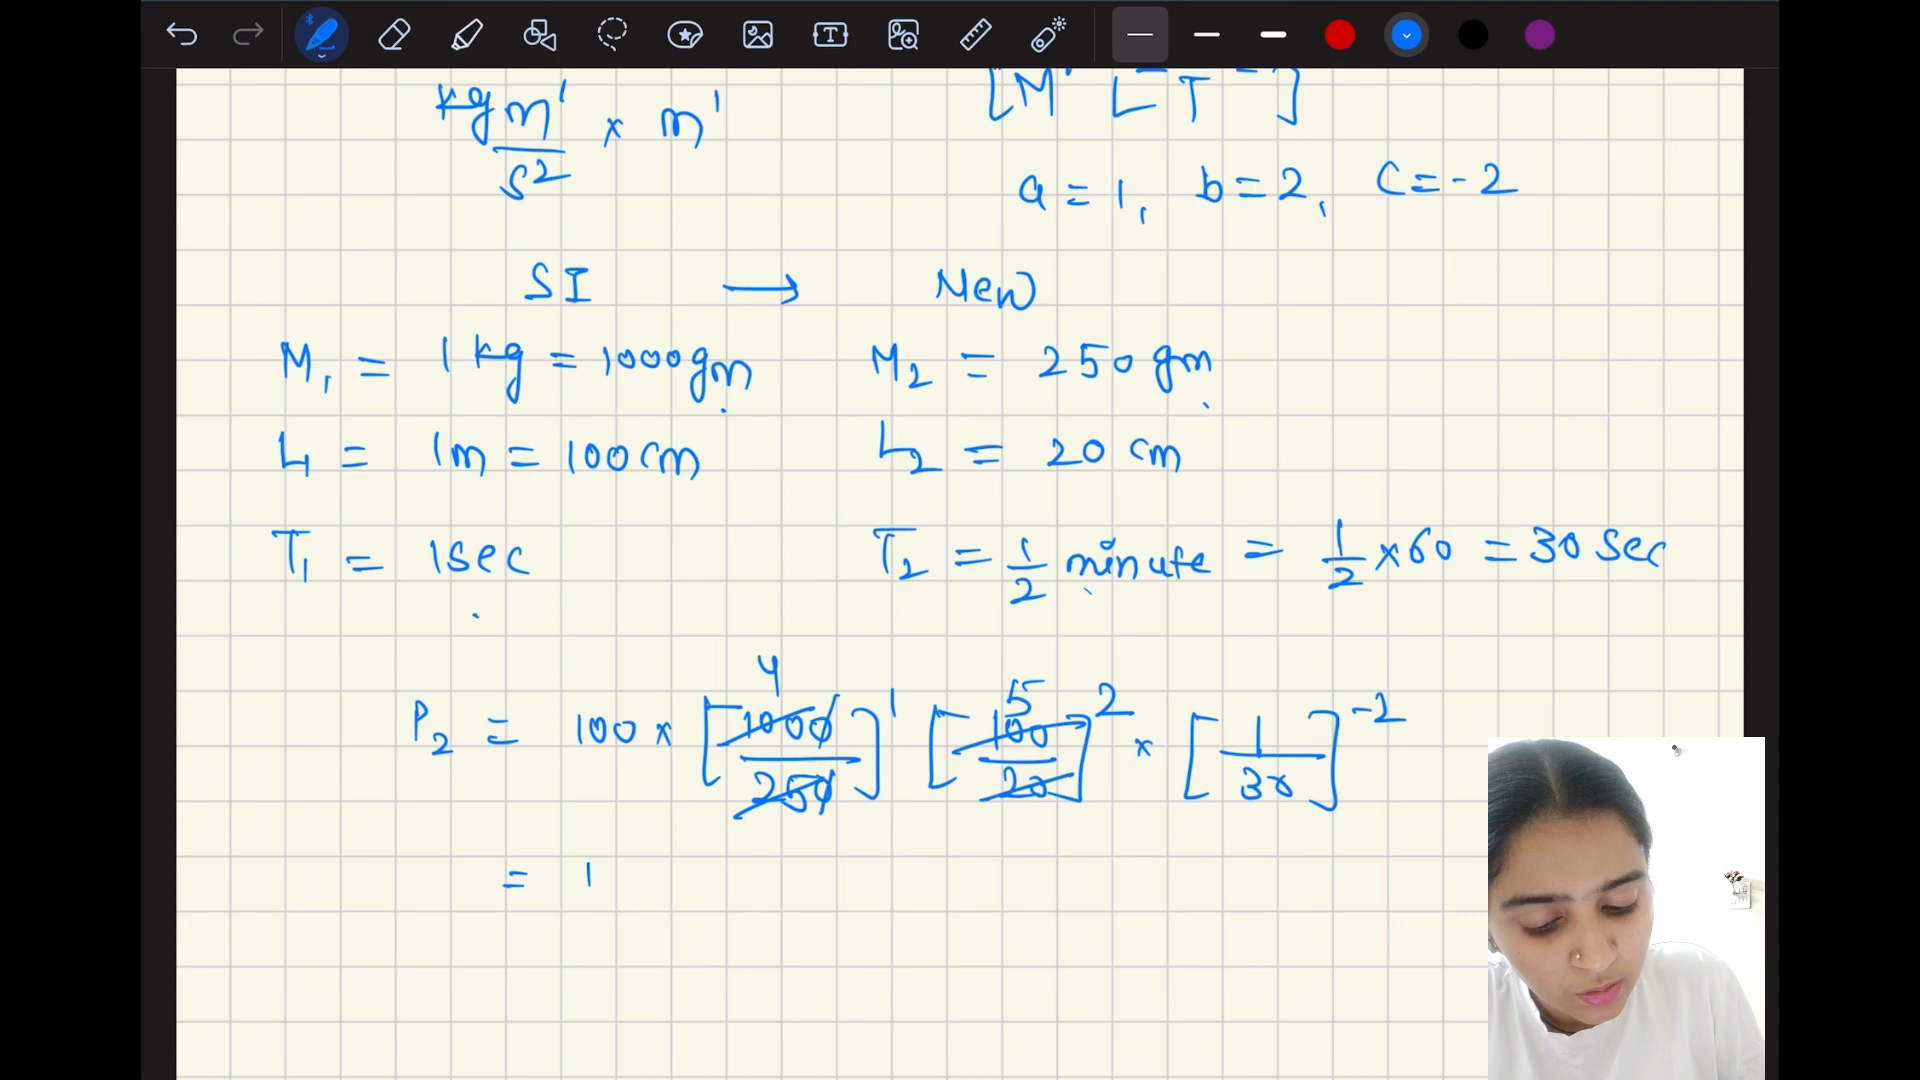 kg m¹ / s² × m¹
[M¹ L² T⁻²]
a = 1, b = 2, c = -2
SI → New
M₁ = 1 kg = 1000 gm M₂ = 250 gm
L₁ = 1m = 100 cm L₂ = 20 cm
T₁ = 1 sec T₂ = 1/2 minute = 1/2 × 60 = 30 sec
4 5
P₂ = 100 × [1000/250]¹ [100/20]² × [1/30]⁻²
= 1